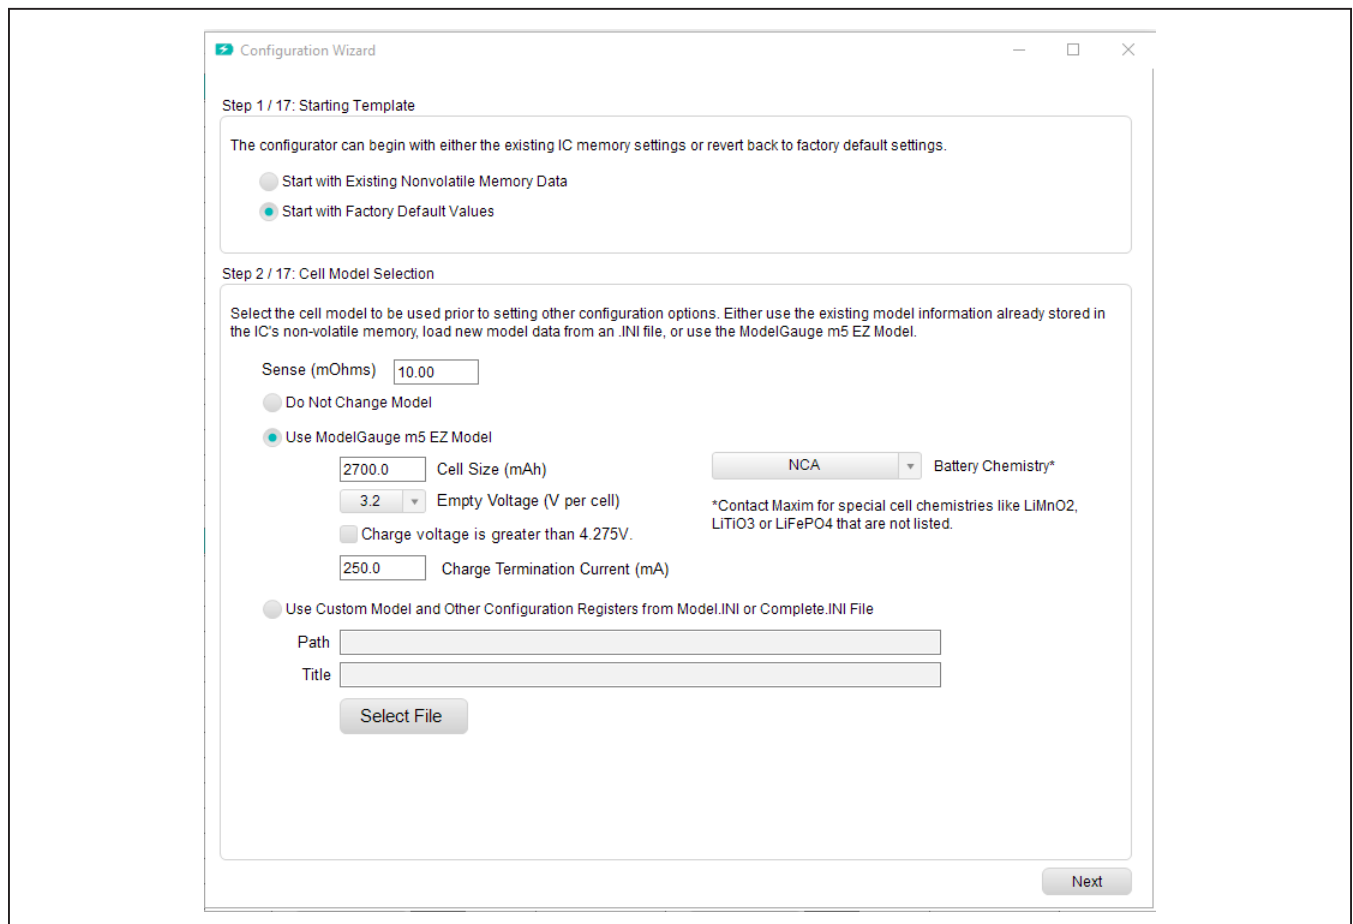 Configuration Wizard
Step 1 / 17: Starting Template
The configurator can begin with either the existing IC memory settings or revert back to factory default settings.
Start with Existing Nonvolatile Memory Data
Start with Factory Default Values
Step 2 / 17: Cell Model Selection
Select the cell model to be used prior to setting other configuration options. Either use the existing model information already stored in
the IC's non-volatile memory, load new model data from an .INI file, or use the ModelGauge m5 EZ Model.
Sense (mOhms) 10.00
Do Not Change Model
Use ModelGauge m5 EZ Model
2700.0 Cell Size (mAh) NCA Battery Chemistry*
3.2 Empty Voltage (V per cell)
*Contact Maxim for special cell chemistries like LiMnO2,
LiTiO3 or LiFePO4 that are not listed.
Charge voltage is greater than 4.275V.
250.0 Charge Termination Current (mA)
Use Custom Model and Other Configuration Registers from Model.INI or Complete.INI File
Path
Title
Select File
Next